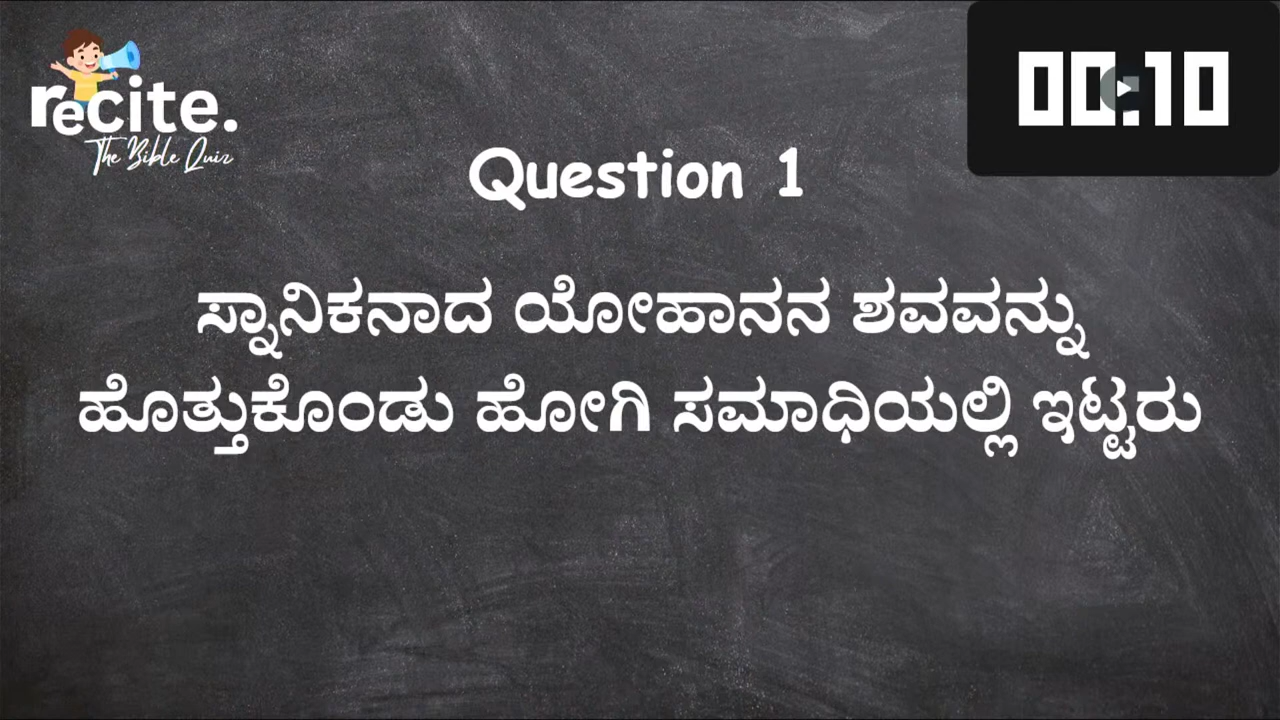 recite.
The Bible Quiz
00:10
Question 1
ಸ್ನಾನಿಕನಾದ ಯೋಹಾನನ ಶವವನ್ನು
ಹೊತ್ತುಕೊಂಡು ಹೋಗಿ ಸಮಾಧಿಯಲ್ಲಿ ಇಟ್ಟರು